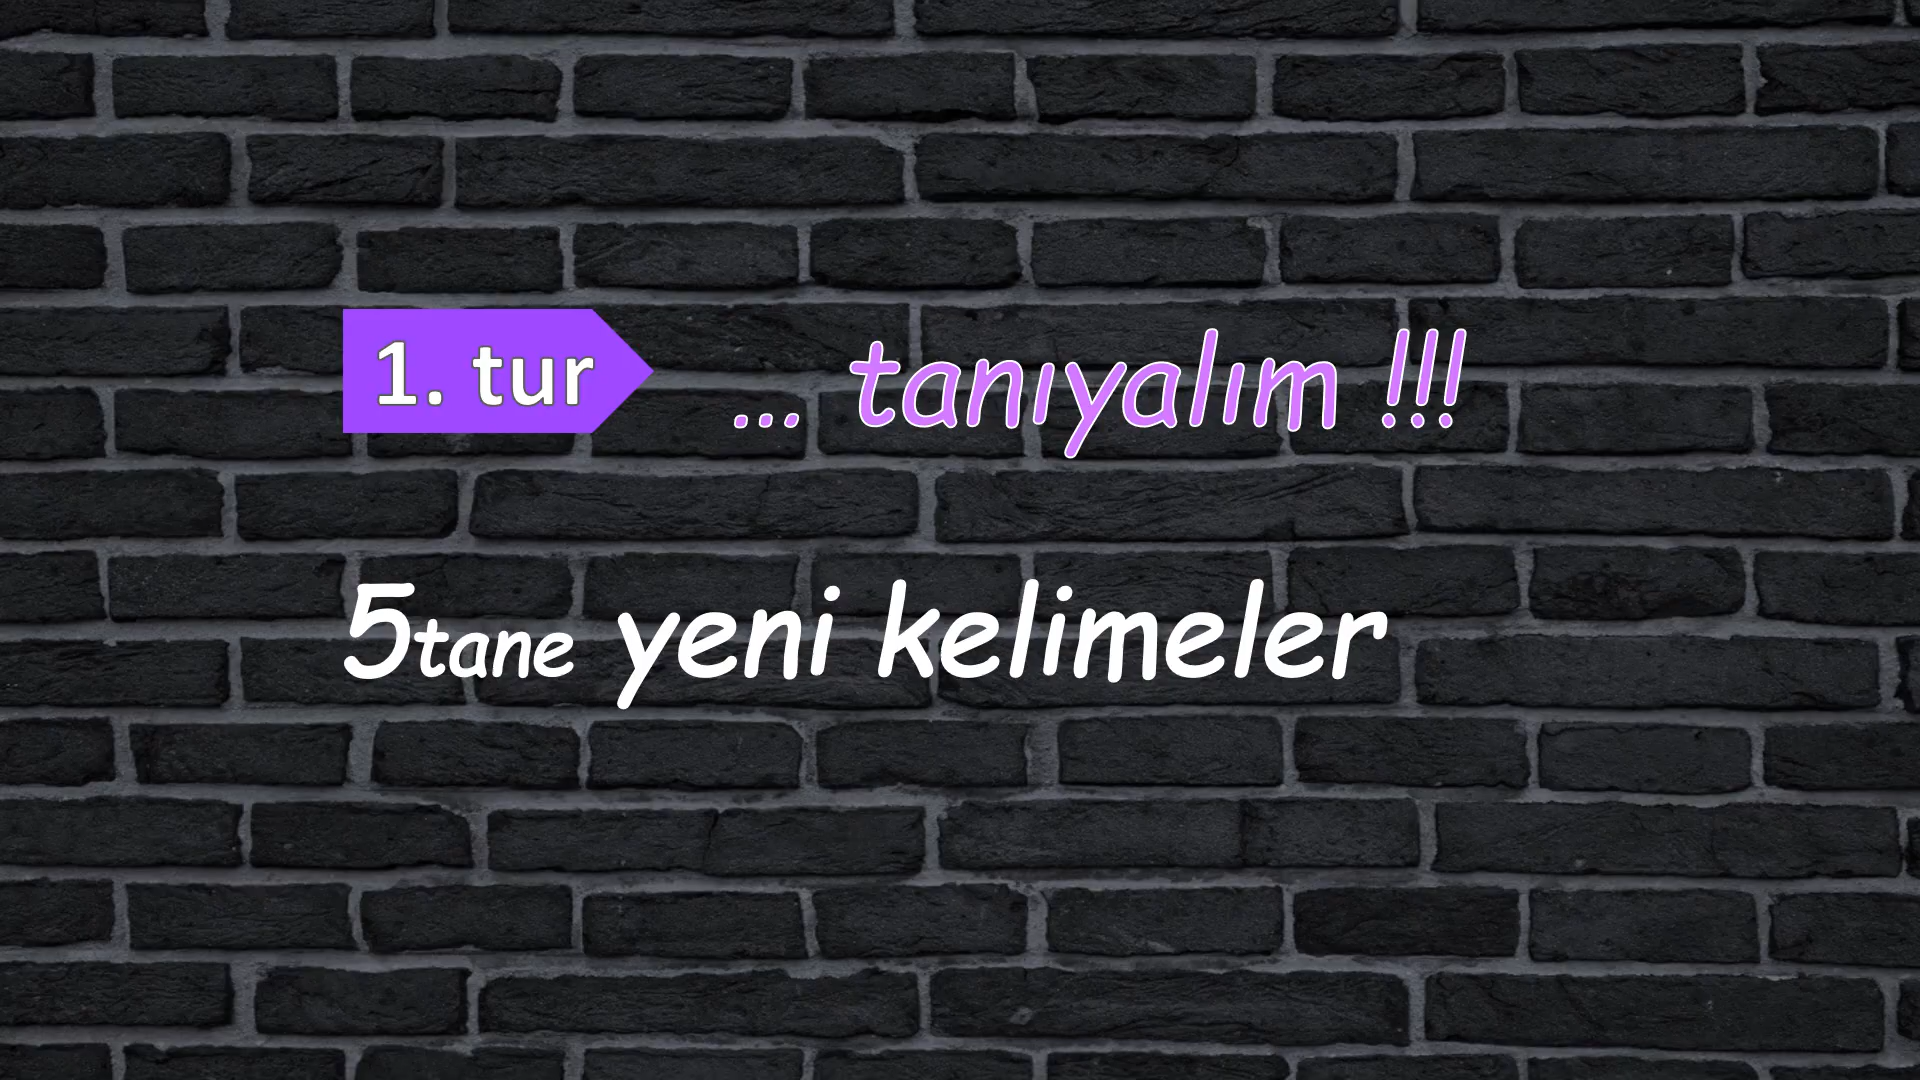 1. tur
... tanıyalım !!!
5tane yeni kelimeler